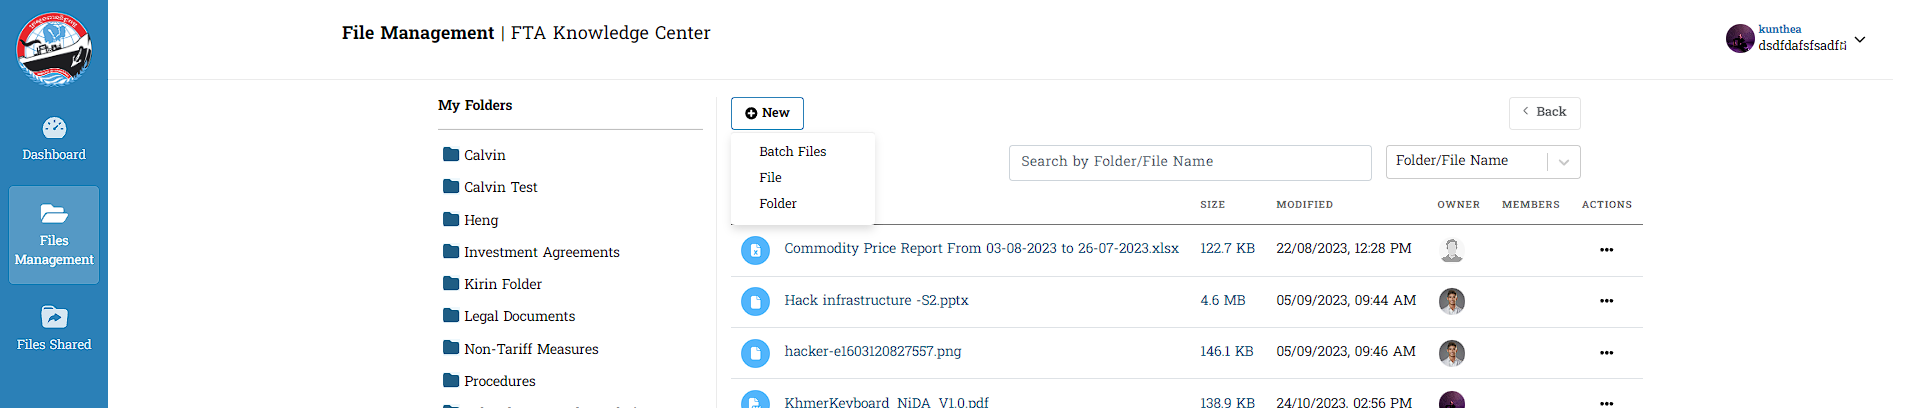 File Management | FTA Knowledge Center
kunthea
dsdfdafsfsadft
Dashboard
Files
Management
Files Shared
My Folders
Calvin
Calvin Test
Heng
Investment Agreements
Kirin Folder
Legal Documents
Non-Tariff Measures
Procedures
New
Back
Batch Files
File
Folder
Search by Folder/File Name
Folder/File Name
SIZE MODIFIED OWNER MEMBERS ACTIONS
Commodity Price Report From 03-08-2023 to 26-07-2023.xlsx 122.7 KB 22/08/2023, 12:28 PM
Hack infrastructure -S2.pptx 4.6 MB 05/09/2023, 09:44 AM
hacker-e1603120827557.png 146.1 KB 05/09/2023, 09:46 AM
KhmerKeyboard_NiDA_V1.0.pdf 138.9 KB 24/10/2023, 02:56 PM